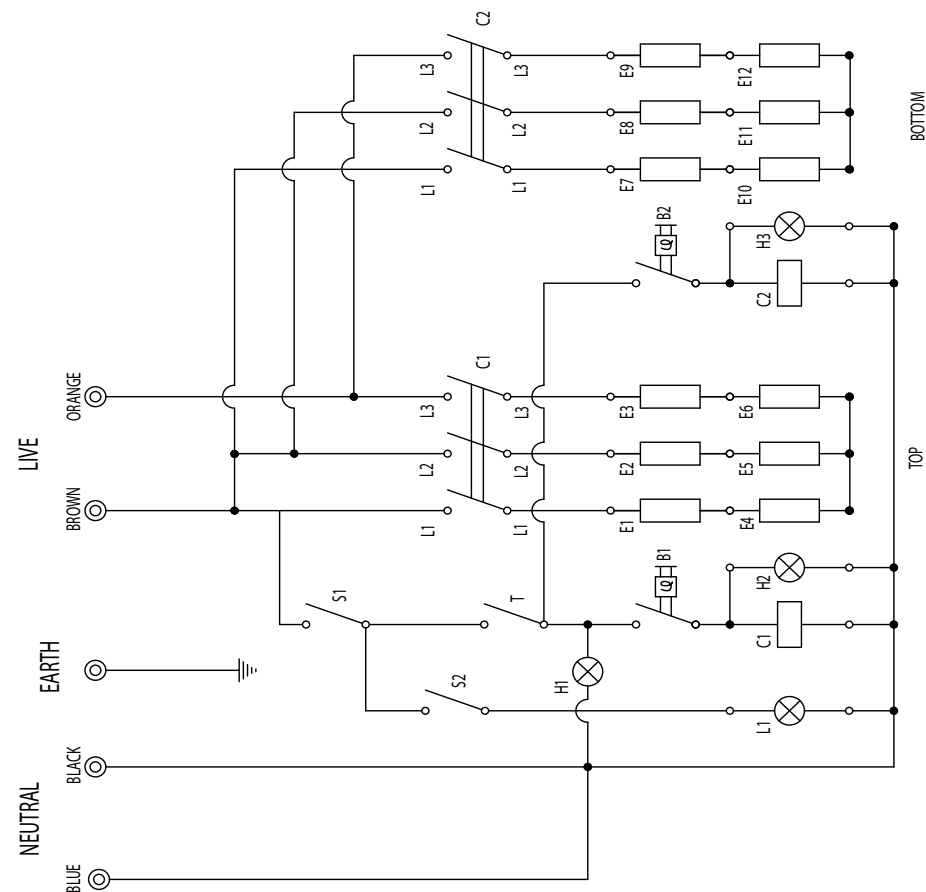 NEUTRAL
EARTH
LIVE
BLUE
BLACK
BROWN
ORANGE
S1
S2
T
H1
B1
H2
C1
L1
L1
L2
L3
C1
L1
L2
L3
E1
E2
E3
E4
E5
E6
TOP
B2
H3
C2
L1
L2
L3
C2
L1
L2
L3
E7
E8
E9
E10
E11
E12
BOTTOM